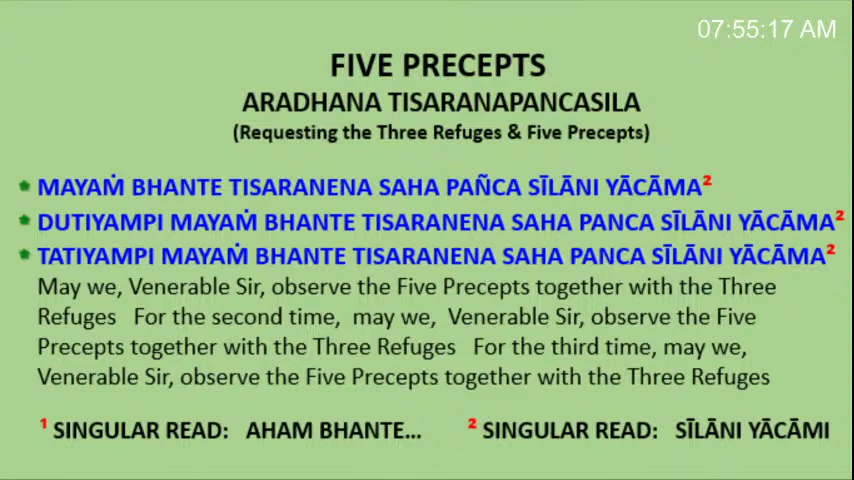 07:55:17 AM
FIVE PRECEPTS
ARADHANA TISARANAPANCASILA
(Requesting the Three Refuges & Five Precepts)
* MAYAṀ BHANTE TISARANENA SAHA PAÑCA SĪLĀNI YĀCĀMA²
* DUTIYAMPI MAYAṀ BHANTE TISARANENA SAHA PANCA SĪLĀNI YĀCĀMA²
* TATIYAMPI MAYAṀ BHANTE TISARANENA SAHA PANCA SĪLĀNI YĀCĀMA²
May we, Venerable Sir, observe the Five Precepts together with the Three
Refuges For the second time, may we, Venerable Sir, observe the Five
Precepts together with the Three Refuges For the third time, may we,
Venerable Sir, observe the Five Precepts together with the Three Refuges
¹ SINGULAR READ: AHAM BHANTE... ² SINGULAR READ: SĪLĀNI YĀCĀMI